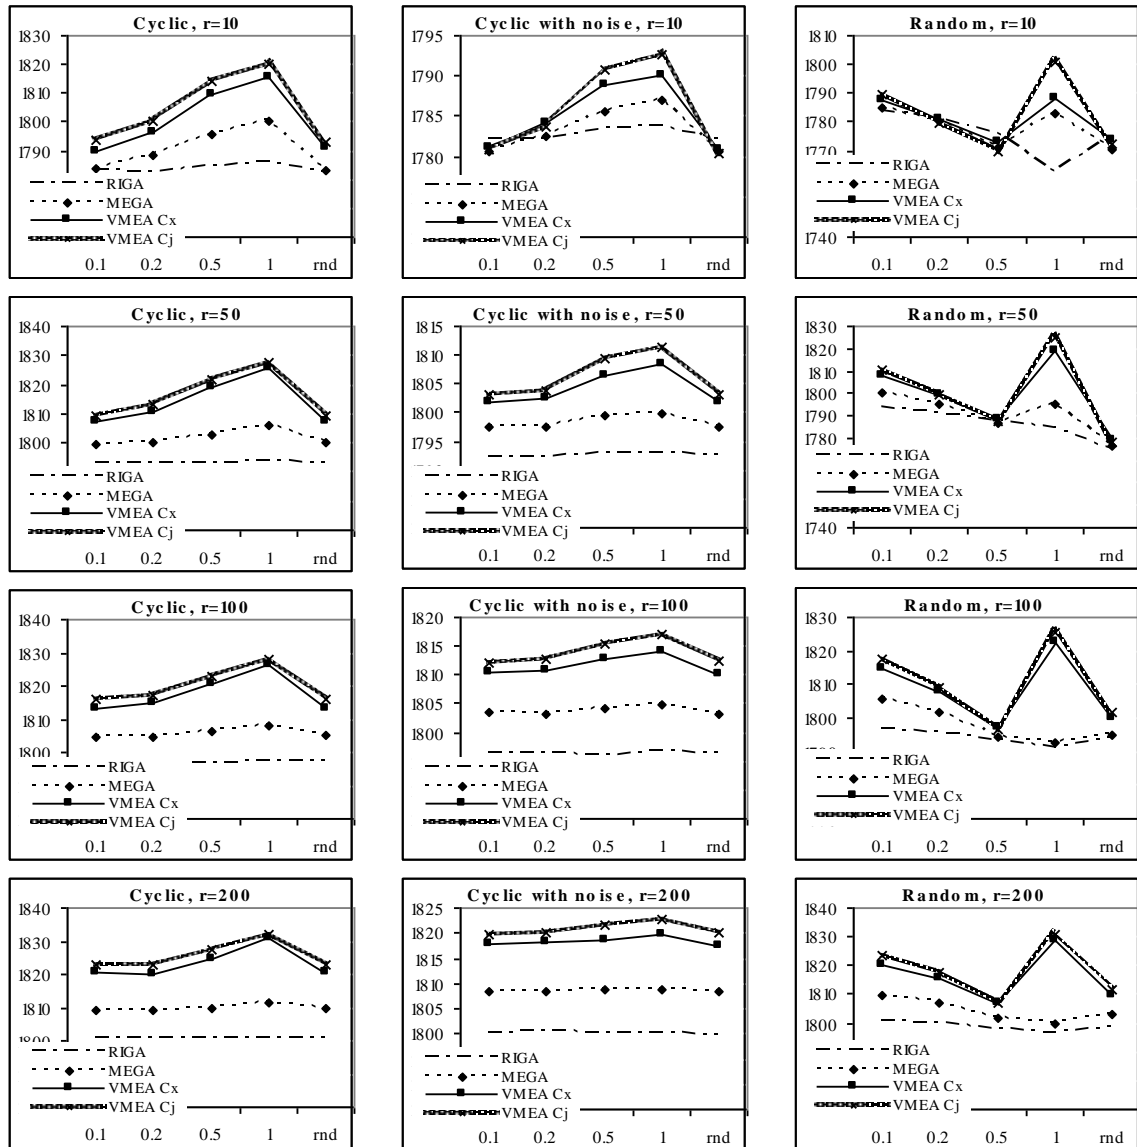 Cyclic, r=10
1830
1820
1810
1800
1790
RIGA
MEGA
VMEA Cx
VMEA Cj
0.1 0.2 0.5 1 rnd
Cyclic with noise, r=10
1795
1790
1785
1780
RIGA
MEGA
VMEA Cx
VMEA Cj
0.1 0.2 0.5 1 rnd
Random, r=10
1810
1800
1790
1780
1770
RIGA
MEGA
VMEA Cx
VMEA Cj
1740
0.1 0.2 0.5 1 rnd
Cyclic, r=50
1840
1830
1820
1810
1800
RIGA
MEGA
VMEA Cx
VMEA Cj
0.1 0.2 0.5 1 rnd
Cyclic with noise, r=50
1815
1810
1805
1800
1795
RIGA
MEGA
VMEA Cx
VMEA Cj
0.1 0.2 0.5 1 rnd
Random, r=50
1830
1820
1810
1800
1790
1780
RIGA
MEGA
VMEA Cx
VMEA Cj
1740
0.1 0.2 0.5 1 rnd
Cyclic, r=100
1840
1830
1820
1810
1800
RIGA
MEGA
VMEA Cx
VMEA Cj
0.1 0.2 0.5 1 rnd
Cyclic with noise, r=100
1820
1815
1810
1805
1800
RIGA
MEGA
VMEA Cx
VMEA Cj
0.1 0.2 0.5 1 rnd
Random, r=100
1830
1820
1810
1800
RIGA
MEGA
VMEA Cx
VMEA Cj
0.1 0.2 0.5 1 rnd
Cyclic, r=200
1840
1830
1820
1810
1800
RIGA
MEGA
VMEA Cx
VMEA Cj
0.1 0.2 0.5 1 rnd
Cyclic with noise, r=200
1825
1820
1815
1810
1805
1800
RIGA
MEGA
VMEA Cx
VMEA Cj
0.1 0.2 0.5 1 rnd
Random, r=200
1840
1830
1820
1810
1800
RIGA
MEGA
VMEA Cx
VMEA Cj
0.1 0.2 0.5 1 rnd